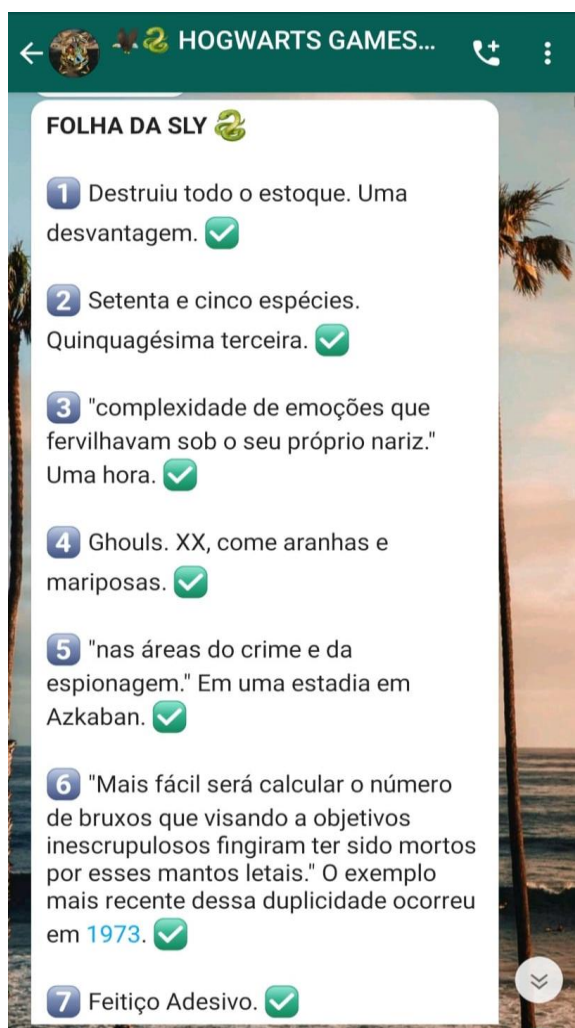 🦅🐍 HOGWARTS GAMES...
FOLHA DA SLY 🐍
1️⃣ Destruiu todo o estoque. Uma
desvantagem. ✅
2️⃣ Setenta e cinco espécies.
Quinquagésima terceira. ✅
3️⃣ "complexidade de emoções que
fervilhavam sob o seu próprio nariz."
Uma hora. ✅
4️⃣ Ghouls. XX, come aranhas e
mariposas. ✅
5️⃣ "nas áreas do crime e da
espionagem." Em uma estadia em
Azkaban. ✅
6️⃣ "Mais fácil será calcular o número
de bruxos que visando a objetivos
inescrupulosos fingiram ter sido mortos
por esses mantos letais." O exemplo
mais recente dessa duplicidade ocorreu
em 1973. ✅
7️⃣ Feitiço Adesivo. ✅